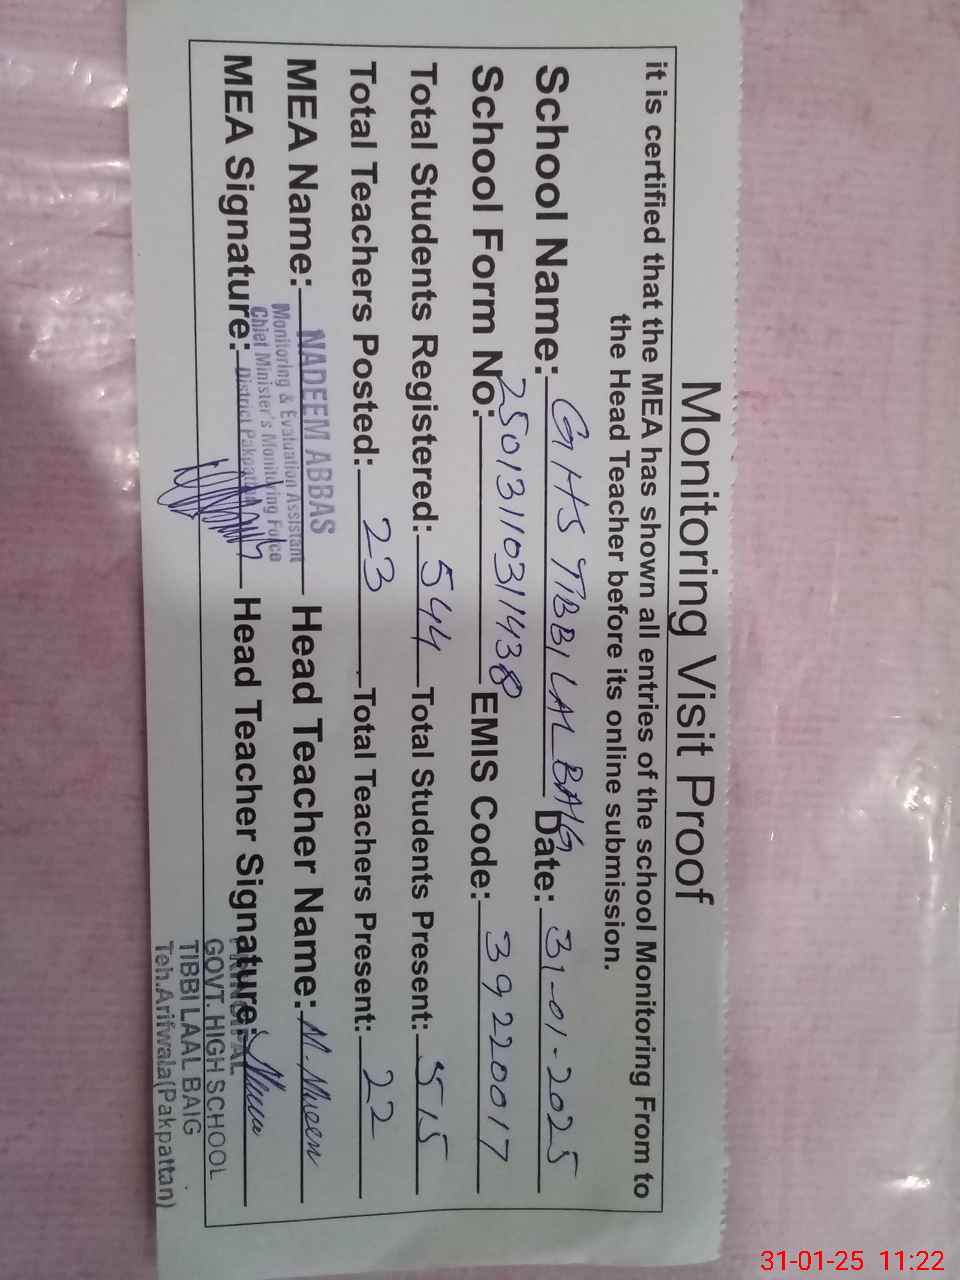 Monitoring Visit Proof
it is certified that the MEA has shown all entries of the school Monitoring From to
the Head Teacher before its online submission.
School Name: GHS TIBBI LAL BAIG Date: 31-01-2025
School Form No: 2501311031438 EMIS Code: 39220017
Total Students Registered: 544 Total Students Present: 515
Total Teachers Posted: 23 Total Teachers Present: 22
MEA Name: NADEEM ABBAS Head Teacher Name: M. Mueen
Monitoring & Evaluation Assistant
Chief Minister's Monitoring Force
District Pakpattan
MEA Signature: Head Teacher Signature:
PRINCIPAL
GOVT. HIGH SCHOOL
TIBBI LAAL BAIG
Teh.Arifwala(Pakpattan)
31-01-25 11:22